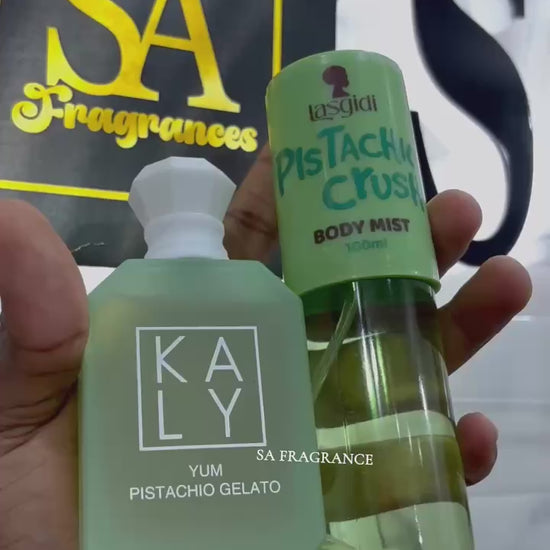 SA
Fragrances
S
Lasgidi
PISTACHIO
CRUSH
BODY MIST
100ml
KA
LY
SA FRAGRANCE
YUM
PISTACHIO GELATO